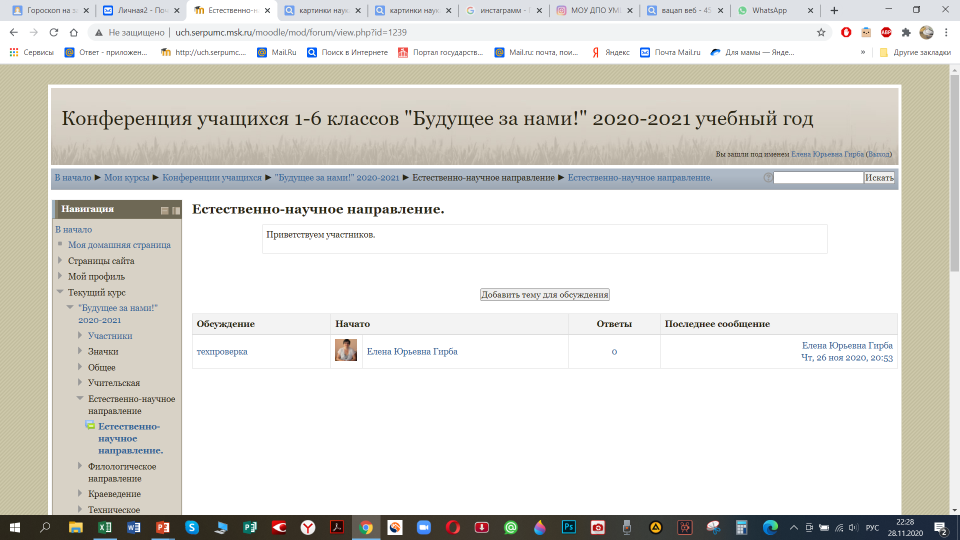 Гороскоп на за
Личная2 - По
Естественно-н
картинки наук
картинки наук
инстаграмм -
МОУ ДПО УМ
вацап веб - 45
WhatsApp
Не защищено | uch.serpumc.msk.ru/moodle/mod/forum/view.php?id=1239
Сервисы
Ответ - приложен...
http://uch.serpumc....
Mail.Ru
Поиск в Интернете
Портал государств...
Mail.ru: почта, пои...
Яндекс
Почта Mail.ru
Для мамы — Янде...
»
Другие закладки
Конференция учащихся 1-6 классов "Будущее за нами!" 2020-2021 учебный год
Вы зашли под именем Елена Юрьевна Гирба (Выход)
В начало ► Мои курсы ► Конференции учащихся ► "Будущее за нами!" 2020-2021 ► Естественно-научное направление ► Естественно-научное направление.
Искать
Навигация
В начало
Моя домашняя страница
Страницы сайта
Мой профиль
Текущий курс
"Будущее за нами!"
2020-2021
Участники
Значки
Общее
Учительская
Естественно-научное
направление
Естественно-
научное
направление.
Филологическое
направление
Краеведение
Техническое
Естественно-научное направление.
Приветствуем участников.
Добавить тему для обсуждения
Обсуждение Начато Ответы Последнее сообщение
техпроверка Елена Юрьевна Гирба 0 Елена Юрьевна Гирба
Чт, 26 ноя 2020, 20:53
РУС
22:28
28.11.2020
2